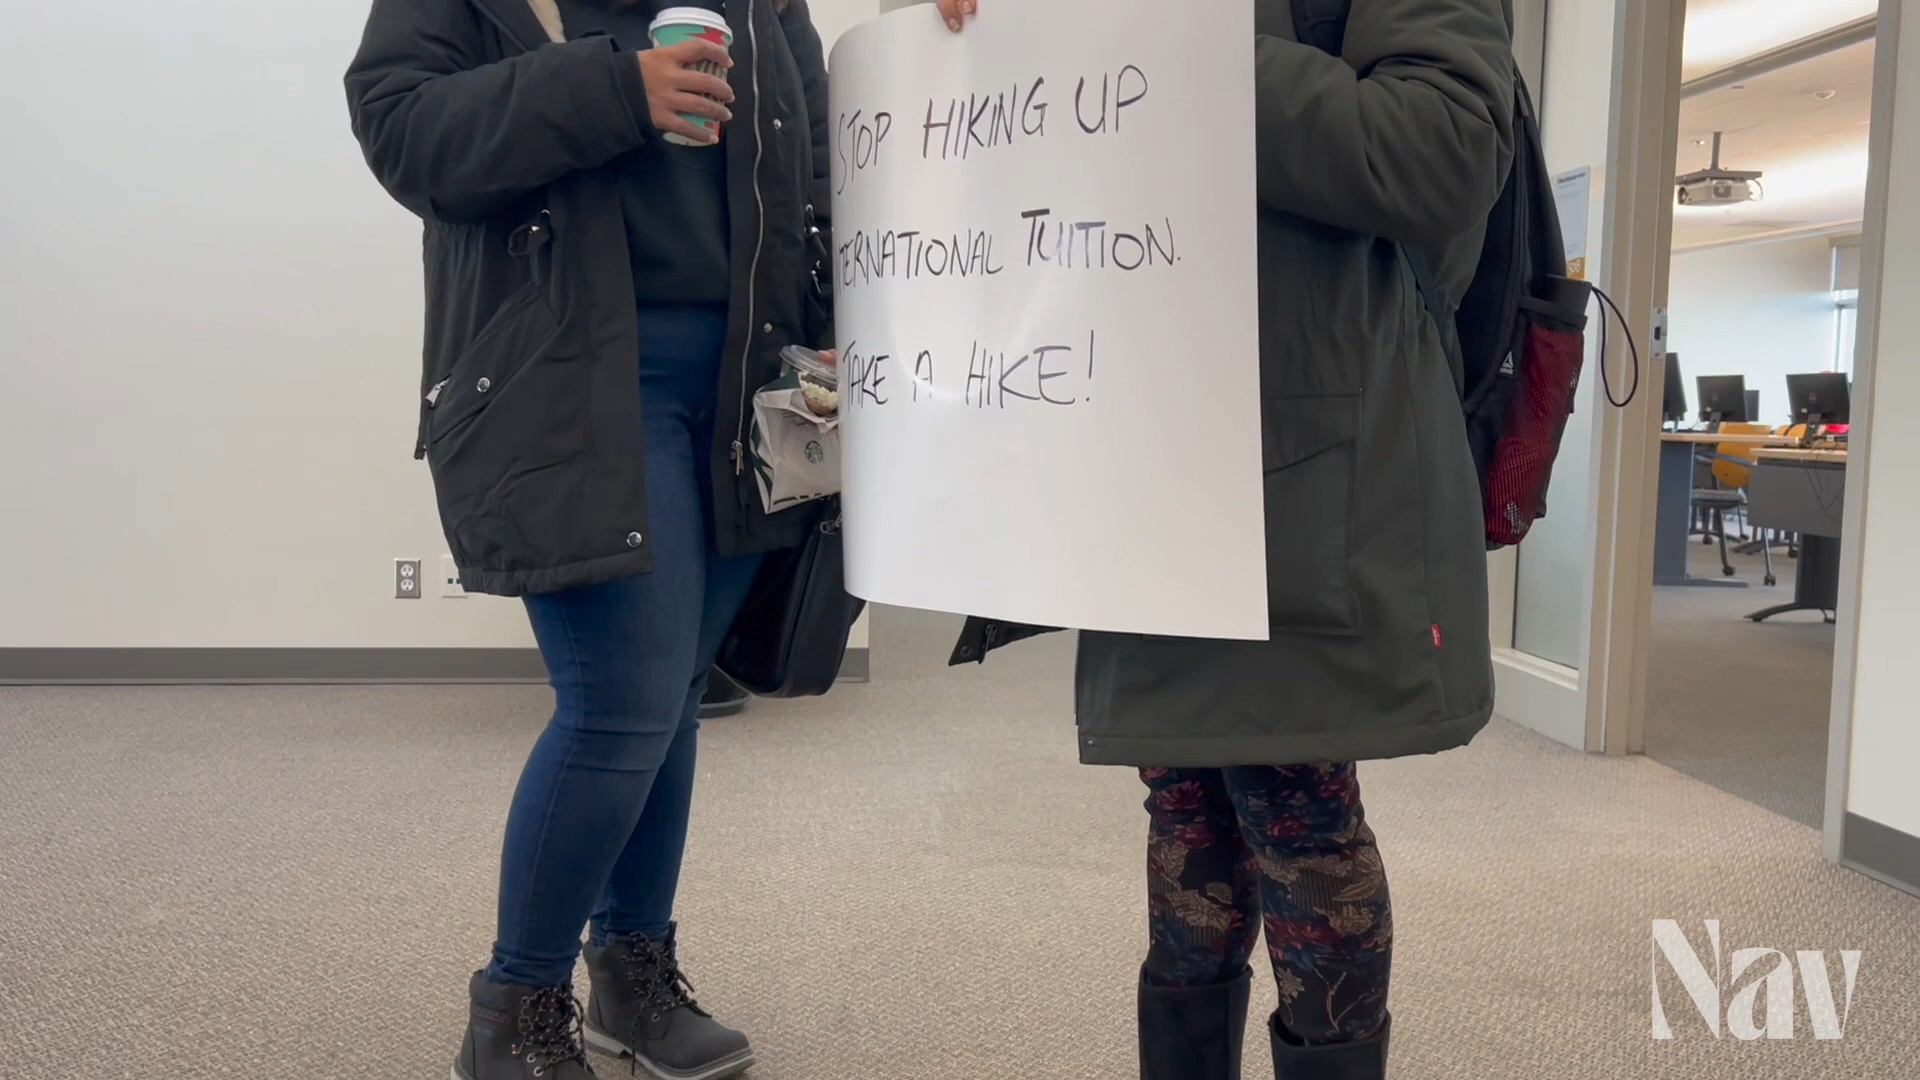 STOP HIKING UP
TERNATIONAL TUITION.
TAKE A HIKE!
Nav